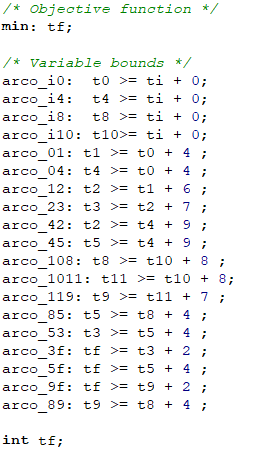 /* Objective function */
min: tf;
/* Variable bounds */
arco_i0: t0 >= ti + 0;
arco_i4: t4 >= ti + 0;
arco_i8: t8 >= ti + 0;
arco_i10: t10>= ti + 0;
arco_01: t1 >= t0 + 4 ;
arco_04: t4 >= t0 + 4 ;
arco_12: t2 >= t1 + 6 ;
arco_23: t3 >= t2 + 7 ;
arco_42: t2 >= t4 + 9 ;
arco_45: t5 >= t4 + 9 ;
arco_108: t8 >= t10 + 8 ;
arco_1011: t11 >= t10 + 8;
arco_119: t9 >= t11 + 7 ;
arco_85: t5 >= t8 + 4 ;
arco_53: t3 >= t5 + 4 ;
arco_3f: tf >= t3 + 2 ;
arco_5f: tf >= t5 + 4 ;
arco_9f: tf >= t9 + 2 ;
arco_89: t9 >= t8 + 4 ;
int tf;